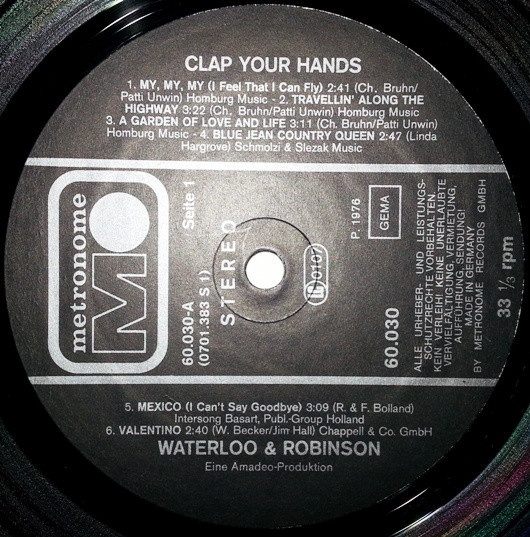 CLAP YOUR HANDS
1. MY, MY, MY (I Feel That I Can Fly) 2:41 (Ch. Bruhn/
Patti Unwin) Homburg Music - 2. TRAVELLIN' ALONG THE
HIGHWAY 3:22 (Ch. Bruhn/Patti Unwin) Homburg Music
3. A GARDEN OF LOVE AND LIFE 3:11 (Ch. Bruhn/Patti Unwin)
Homburg Music - 4. BLUE JEAN COUNTRY QUEEN 2:47 (Linda
Hargrove) Schmolzi & Slezak Music
metronome
MO
60.030-A
(0701.383 S 1)
Seite 1
STEREO
LC 0107
P. 1976
GEMA
60.030
ALLE URHEBER- UND LEISTUNGS-
SCHUTZRECHTE VORBEHALTEN.
KEIN VERLEIH! KEINE UNERLAUBTE
VERVIELFÄLTIGUNG, VERMIETUNG,
AUFFÜHRUNG, SENDUNG!
MADE IN GERMANY
BY METRONOME RECORDS GMBH
33 1/3 rpm
5. MEXICO (I Can't Say Goodbye) 3:09 (R. & F. Bolland)
Intersong Basart, Publ.-Group Holland
6. VALENTINO 2:40 (W. Becker/Jim Hall) Chappell & Co. GmbH
WATERLOO & ROBINSON
Eine Amadeo-Produktion